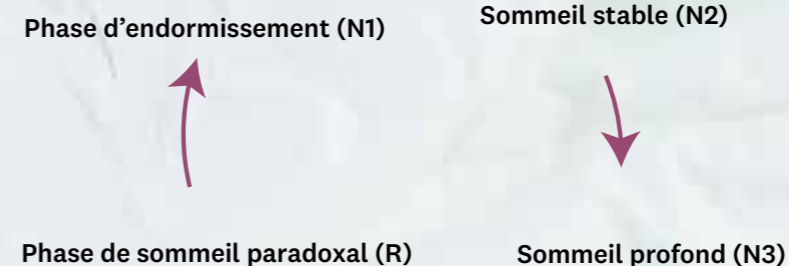 Phase d’endormissement (N1)
Sommeil stable (N2)
Phase de sommeil paradoxal (R)
Sommeil profond (N3)